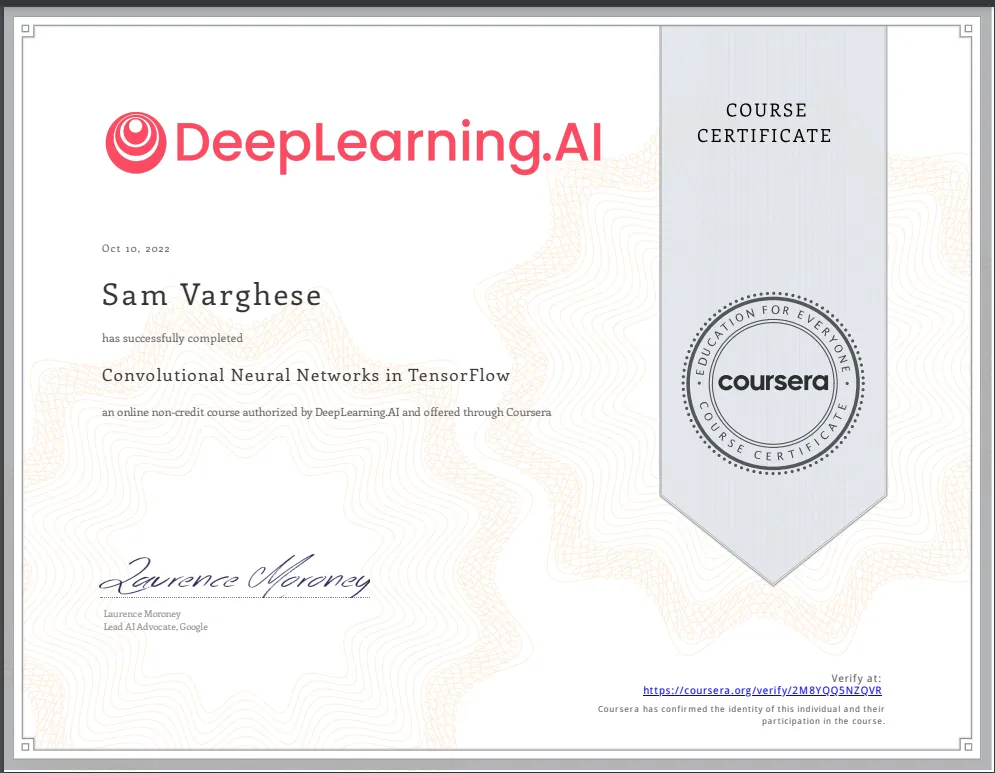 DeepLearning.AI
COURSE
CERTIFICATE
Oct 10, 2022
Sam Varghese
has successfully completed
Convolutional Neural Networks in TensorFlow
an online non-credit course authorized by DeepLearning.AI and offered through Coursera
EDUCATION FOR EVERYONE
coursera
COURSE CERTIFICATE
Laurence Moroney
Laurence Moroney
Lead AI Advocate, Google
Verify at:
https://coursera.org/verify/2M8YQQ5NZQVR
Coursera has confirmed the identity of this individual and their
participation in the course.